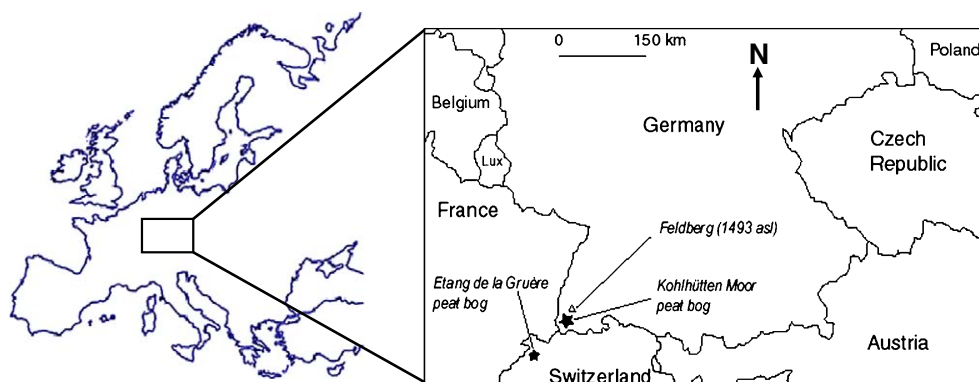 0 150 km
N
Poland
Belgium
Germany
Czech
Republic
Lux
France
Feldberg (1493 asl)
Etang de la Gruère
peat bog
Kohlhütten Moor
peat bog
Austria
Switzerland